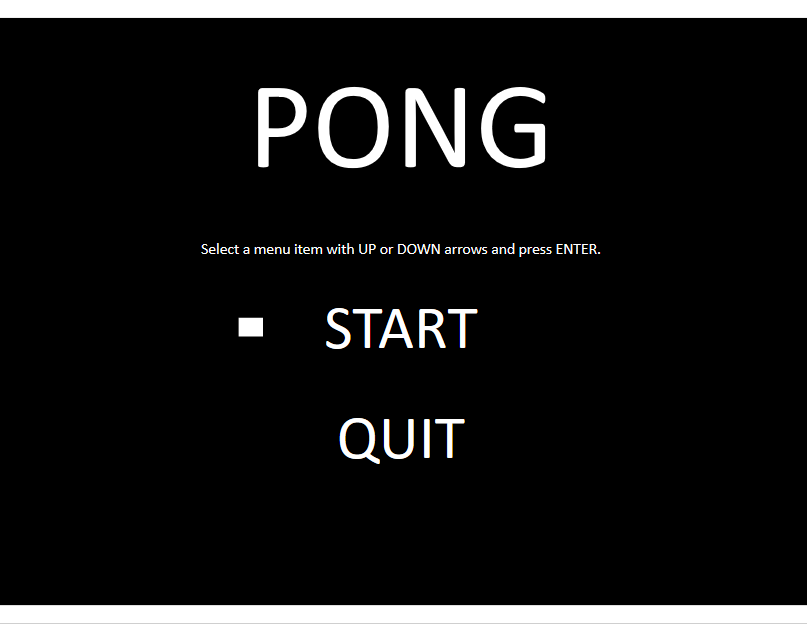 PONG
Select a menu item with UP or DOWN arrows and press ENTER.
START
QUIT